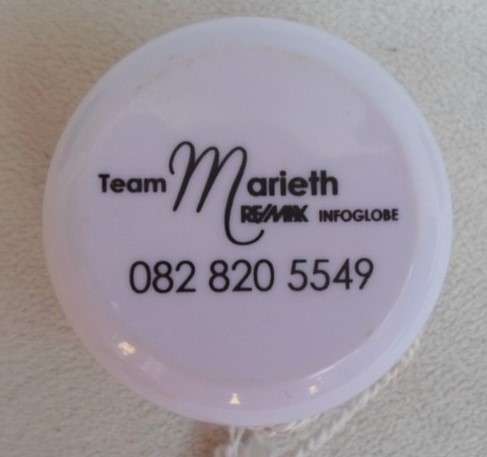 Team Marieth
RE/MAX INFOGLOBE
082 820 5549